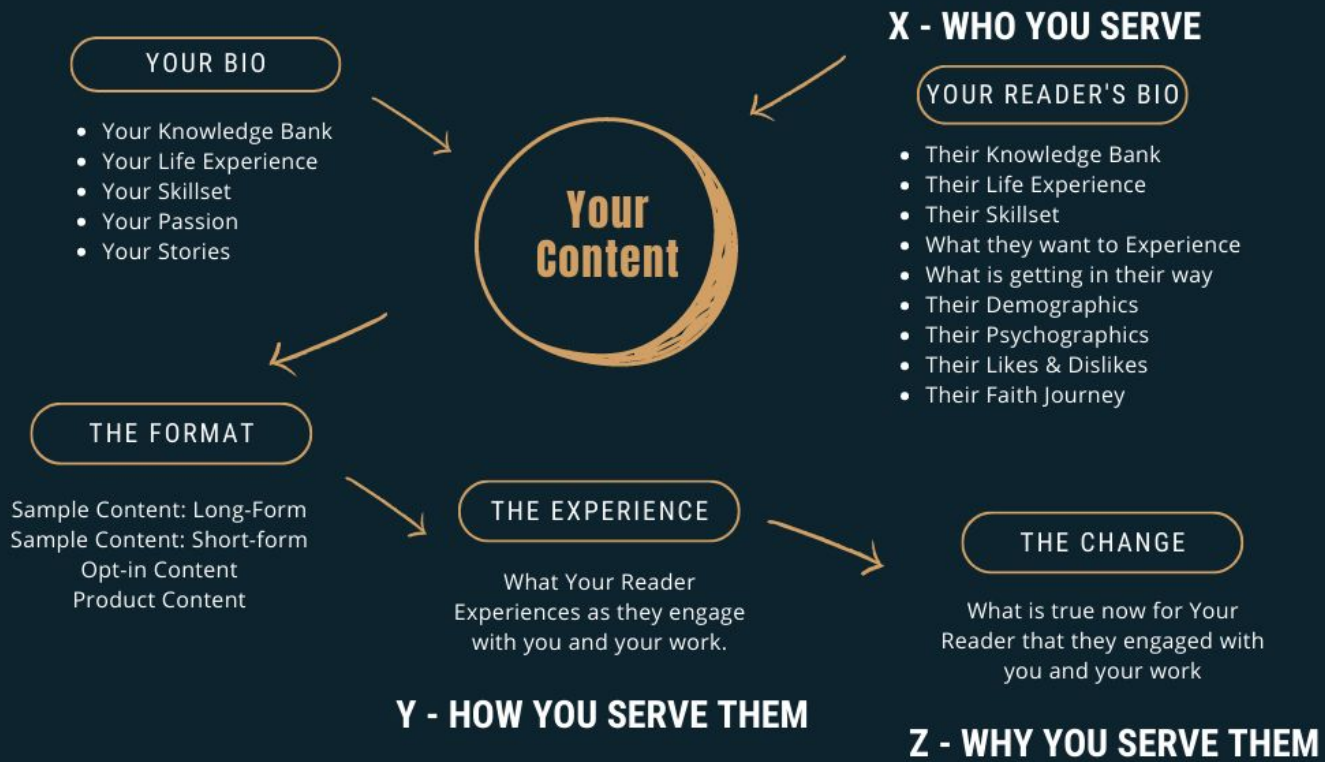 YOUR BIO
• Your Knowledge Bank
• Your Life Experience
• Your Skillset
• Your Passion
• Your Stories
Your
Content
X - WHO YOU SERVE
YOUR READER'S BIO
• Their Knowledge Bank
• Their Life Experience
• Their Skillset
• What they want to Experience
• What is getting in their way
• Their Demographics
• Their Psychographics
• Their Likes & Dislikes
• Their Faith Journey
THE FORMAT
Sample Content: Long-Form
Sample Content: Short-form
Opt-in Content
Product Content
THE EXPERIENCE
What Your Reader
Experiences as they engage
with you and your work.
Y - HOW YOU SERVE THEM
THE CHANGE
What is true now for Your
Reader that they engaged with
you and your work
Z - WHY YOU SERVE THEM